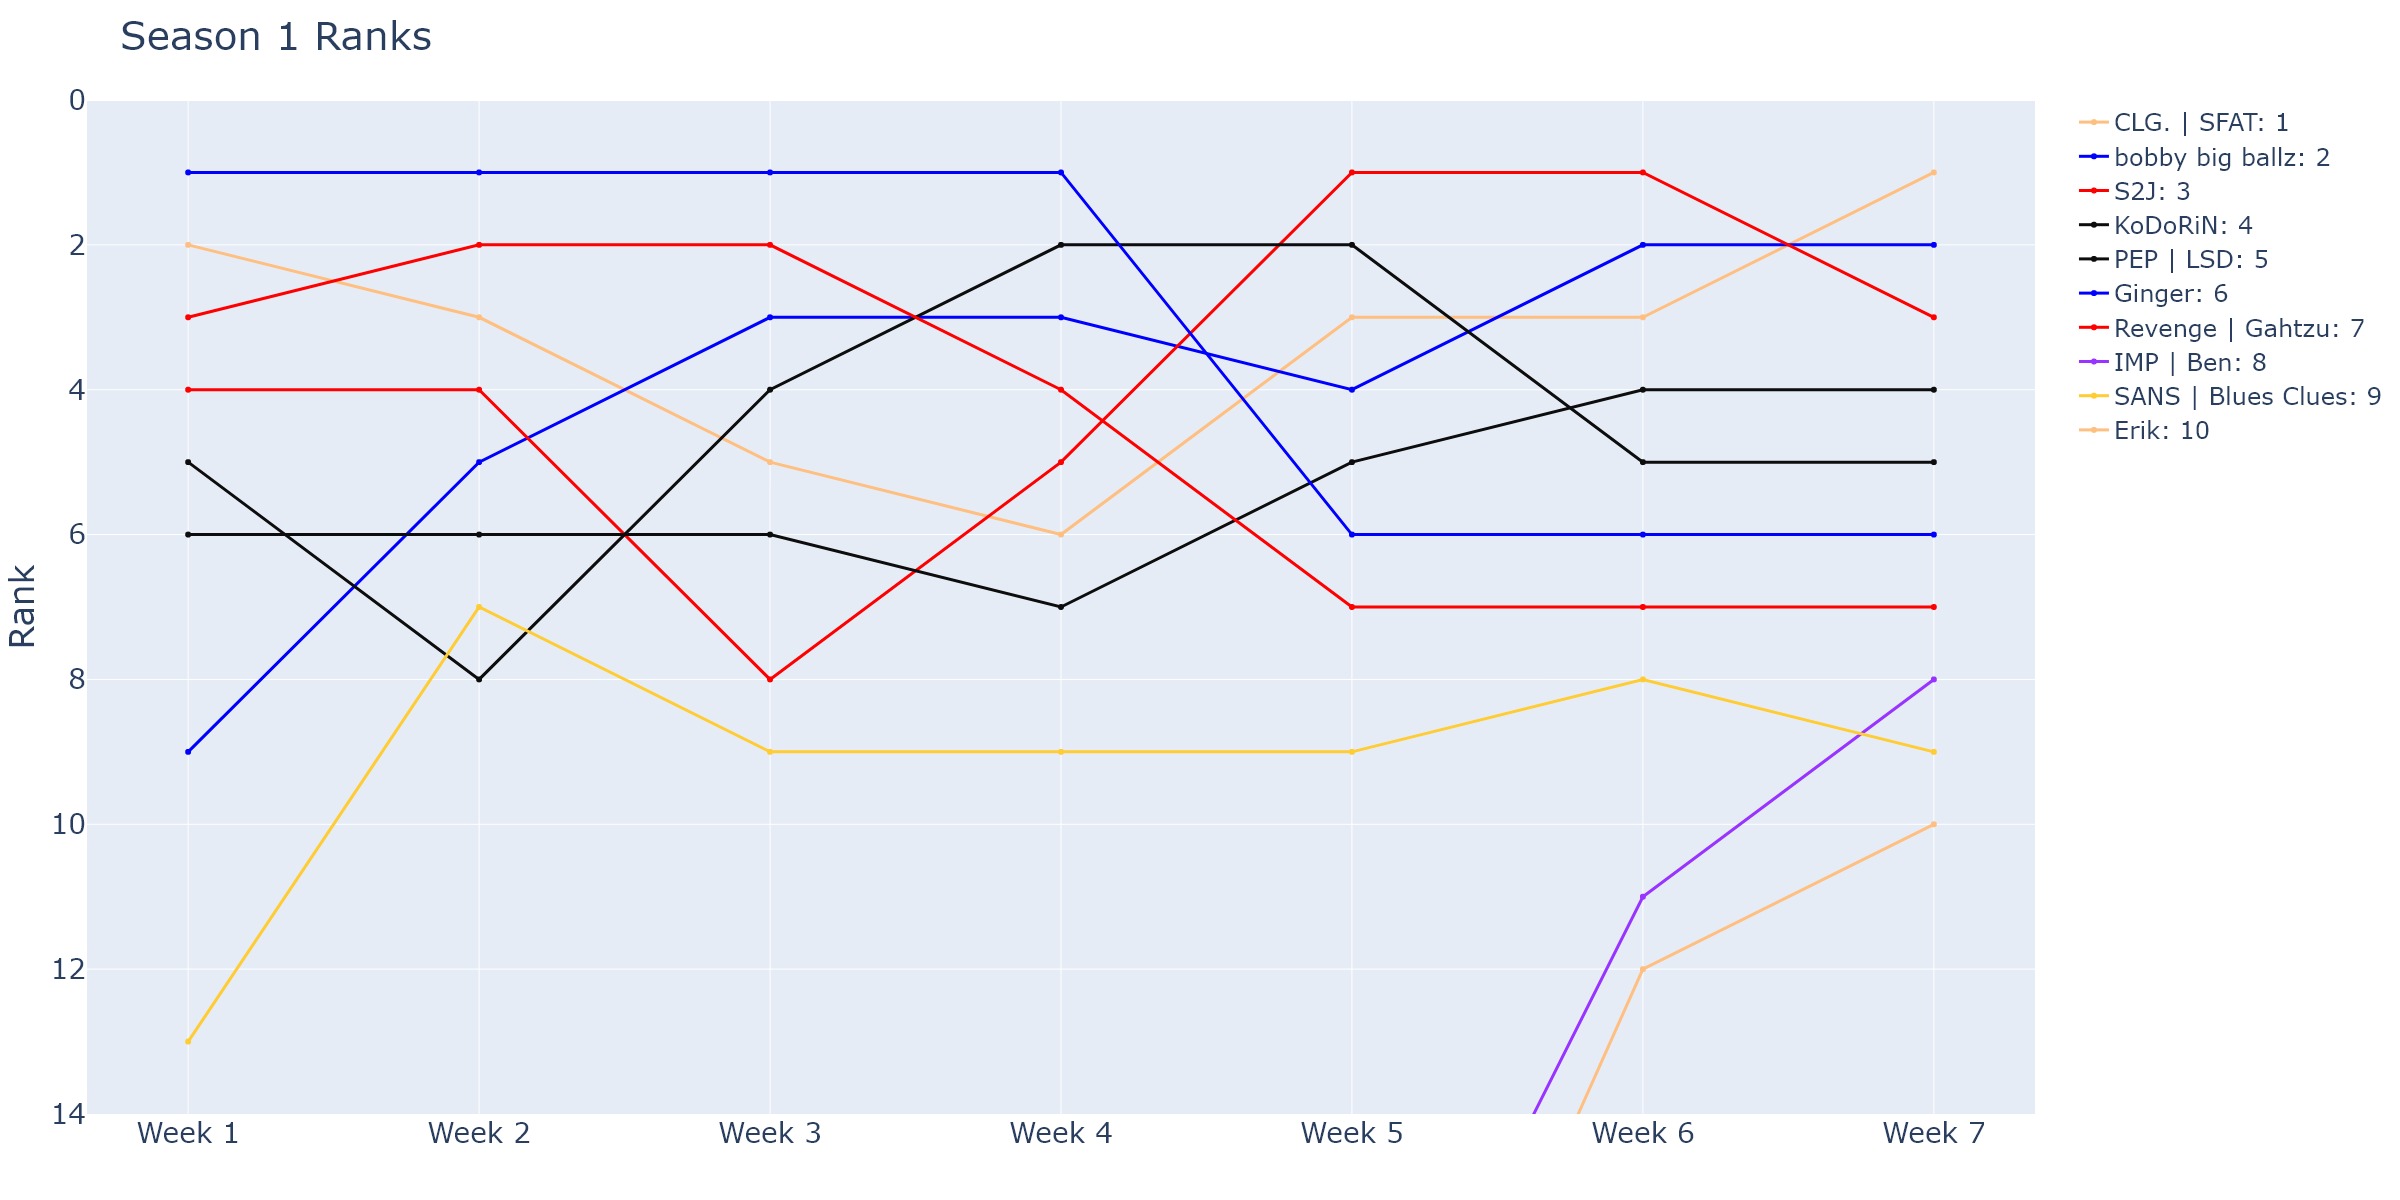 Season 1 Ranks
Rank
0
2
4
6
8
10
12
14
Week 1
Week 2
Week 3
Week 4
Week 5
Week 6
Week 7
CLG. | SFAT: 1
bobby big ballz: 2
S2J: 3
KoDoRiN: 4
PEP | LSD: 5
Ginger: 6
Revenge | Gahtzu: 7
IMP | Ben: 8
SANS | Blues Clues: 9
Erik: 10